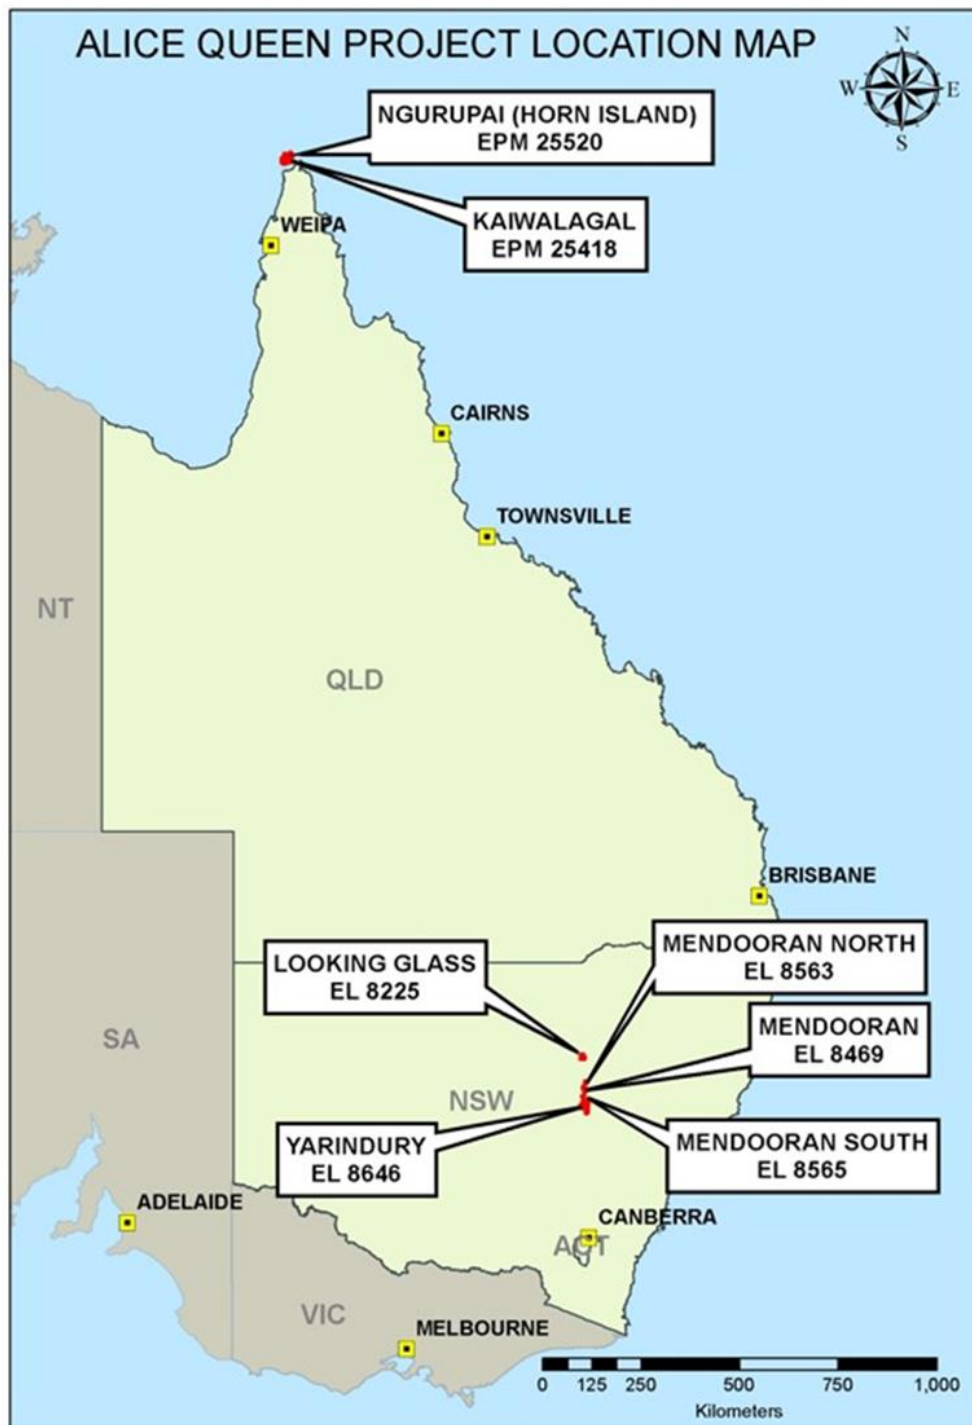 ALICE QUEEN PROJECT LOCATION MAP
N
W
E
S
NGURUPAI (HORN ISLAND)
EPM 25520
KAIWALAGAL
EPM 25418
WEIPA
CAIRNS
TOWNSVILLE
NT
QLD
BRISBANE
LOOKING GLASS
EL 8225
MENDOORAN NORTH
EL 8563
MENDOORAN
EL 8469
SA
NSW
YARINDURY
EL 8646
MENDOORAN SOUTH
EL 8565
ADELAIDE
CANBERRA
ACT
VIC
MELBOURNE
0 125 250 500 750 1,000
Kilometers